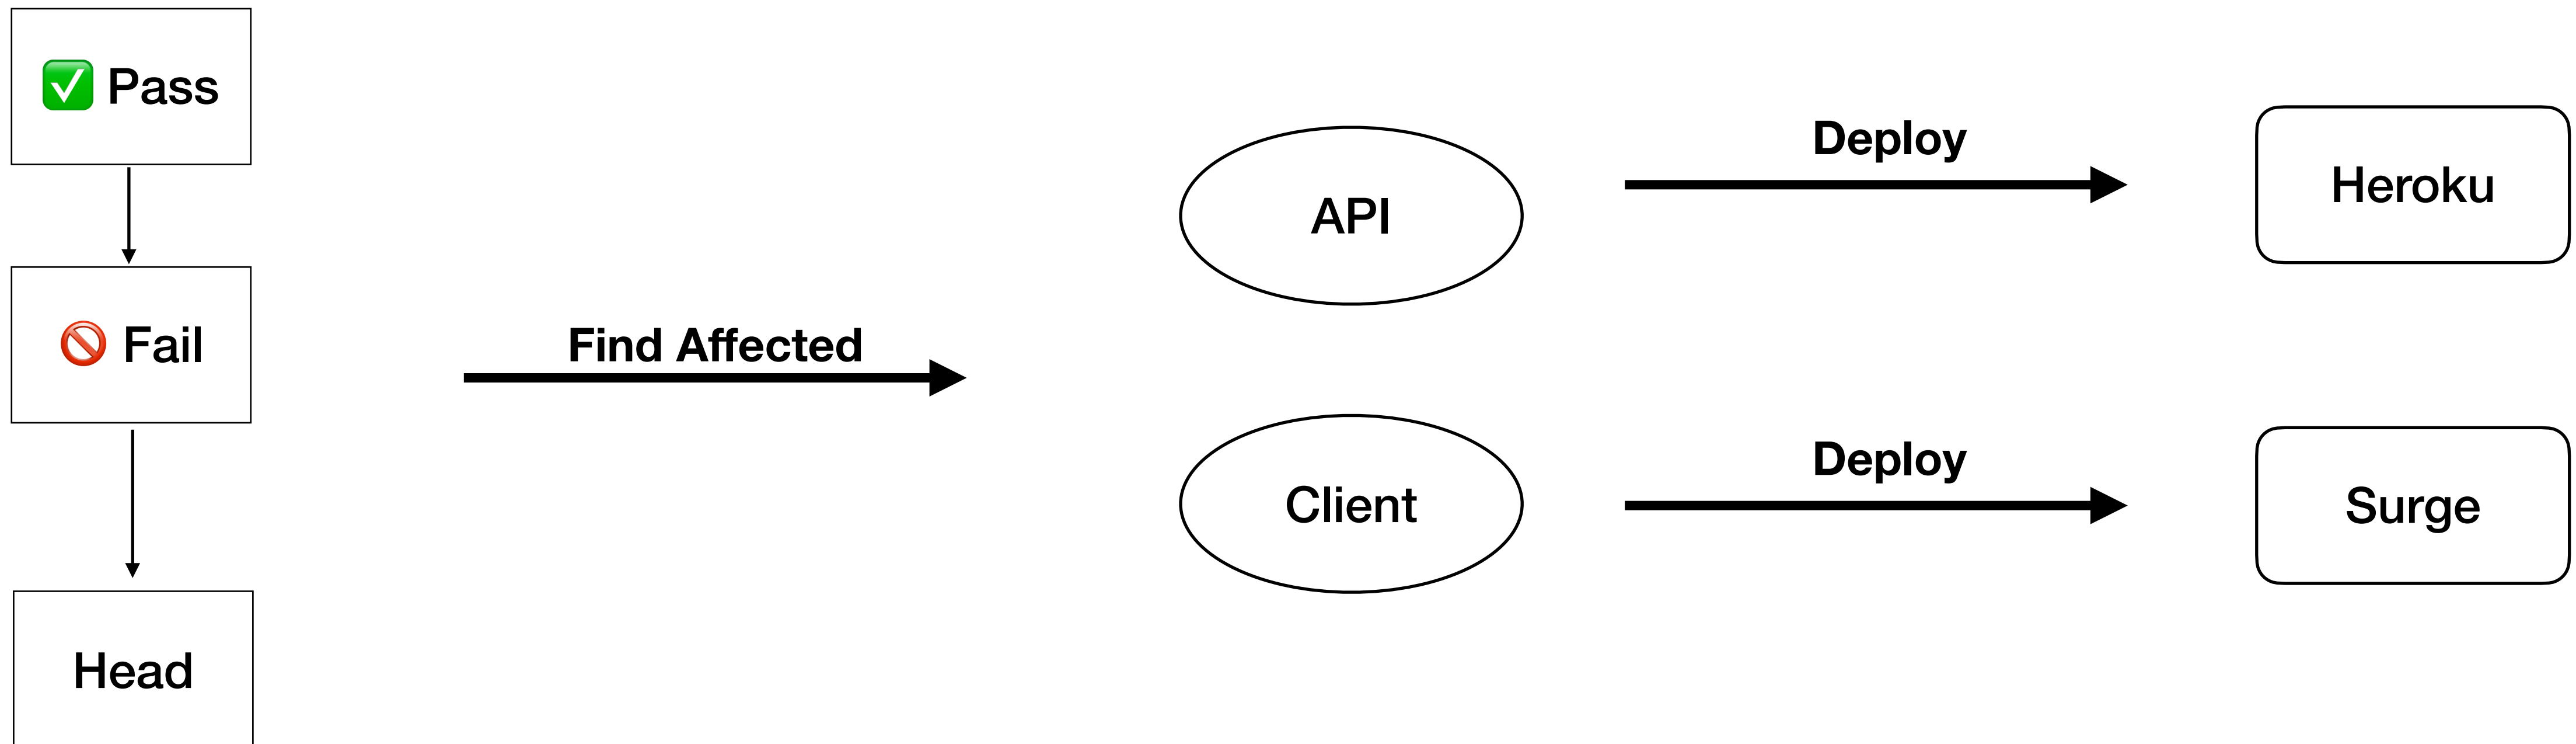 ✅ Pass
🚫 Fail
Head
Find Affected
API
Client
Deploy
Deploy
Heroku
Surge